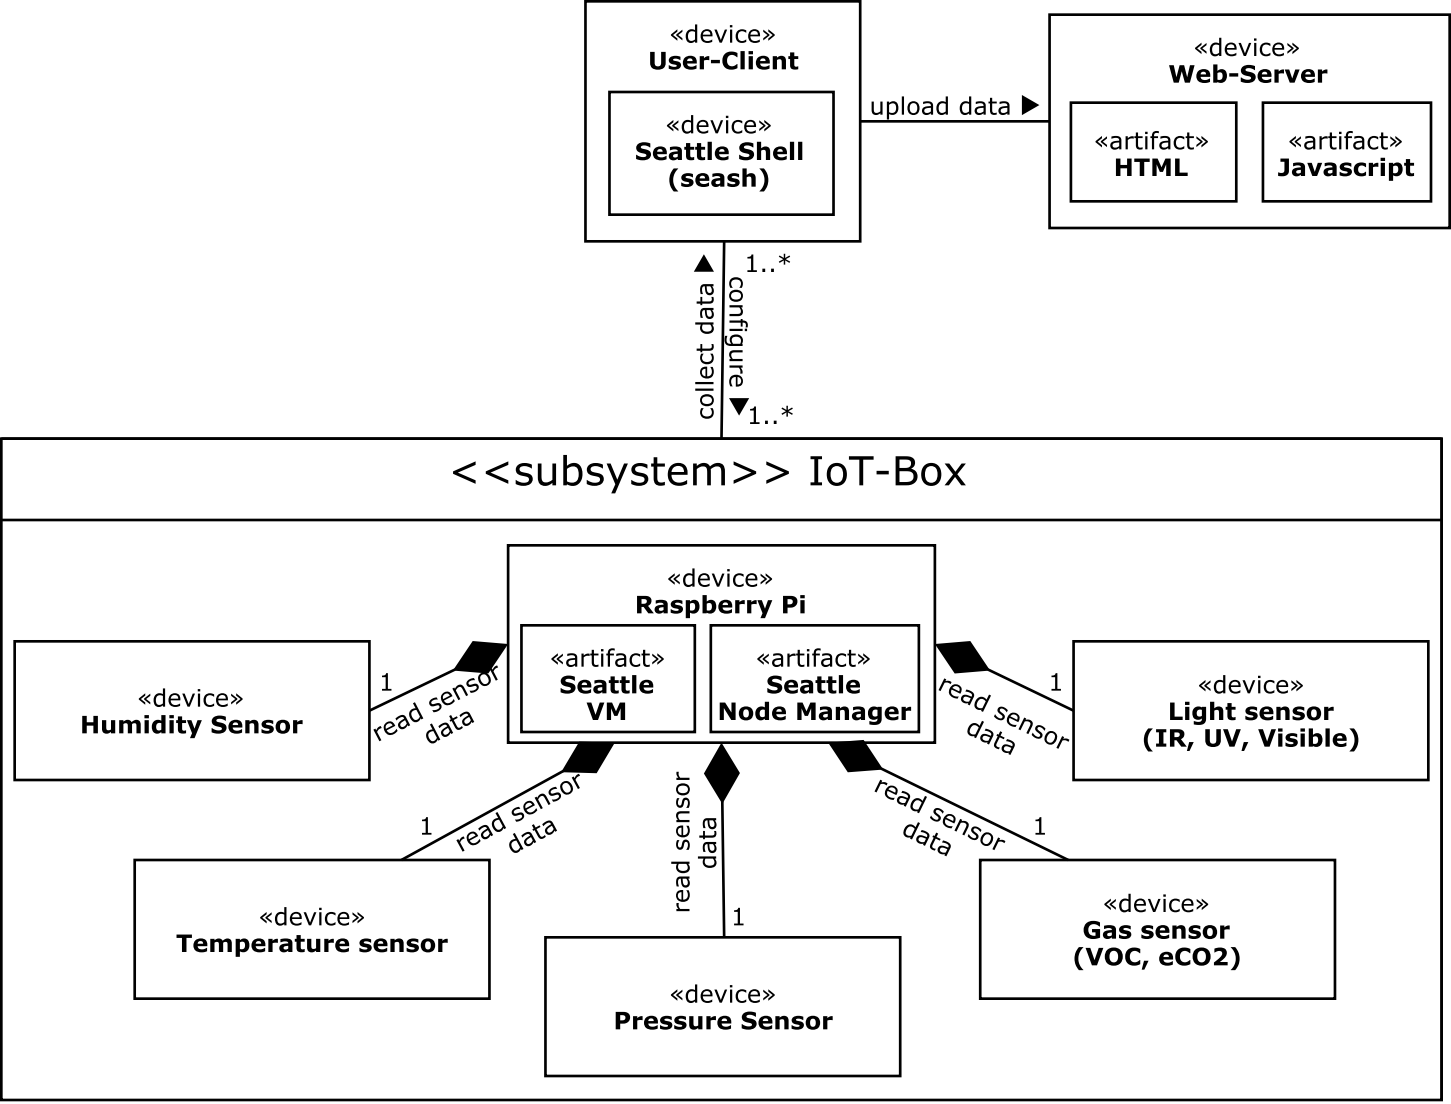 «device»
User-Client
«device»
Seattle Shell
(seash)
upload data ▶
«device»
Web-Server
«artifact»
HTML
«artifact»
Javascript
1..*
collect data ▶
configure ▶
1..*
<<subsystem>> IoT-Box
«device»
Raspberry Pi
«artifact»
Seattle
VM
«artifact»
Seattle
Node Manager
«device»
Humidity Sensor
1
read sensor
data
«device»
Light sensor
(IR, UV, Visible)
1
read sensor
data
«device»
Temperature sensor
1
read sensor
data
«device»
Pressure Sensor
1
read sensor
data
«device»
Gas sensor
(VOC, eCO2)
1
read sensor
data